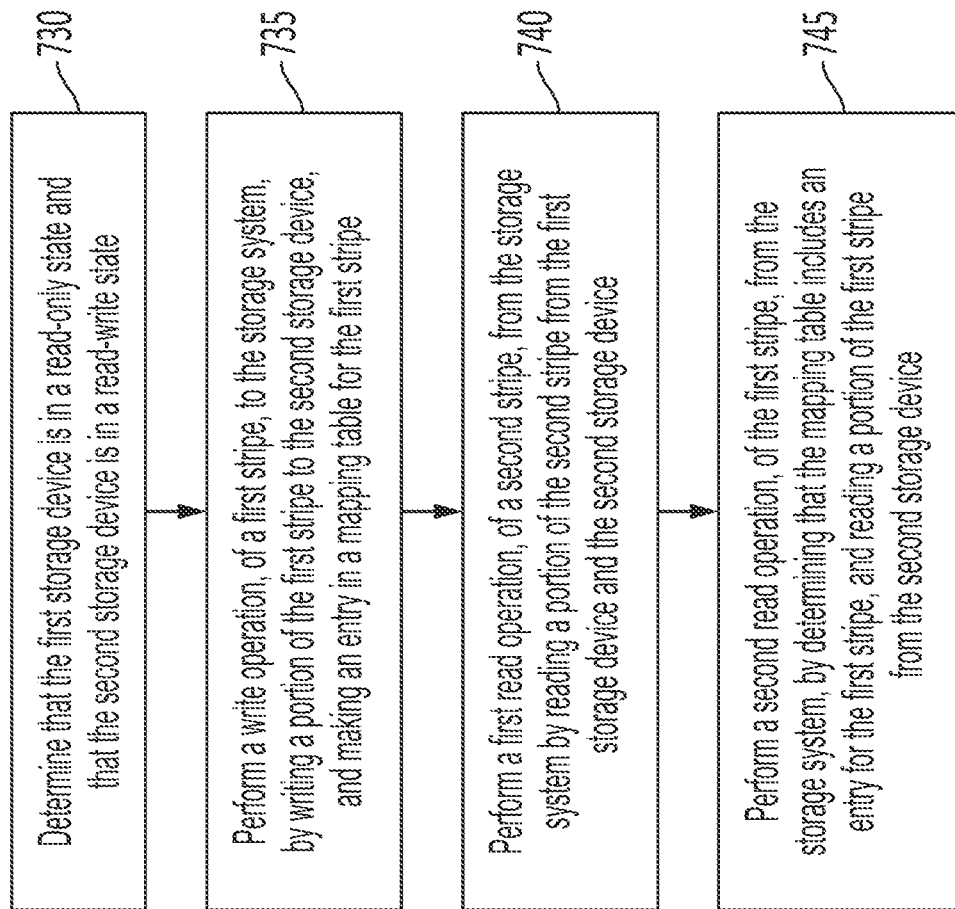 730
Determine that the first storage device is in a read-only state and
that the second storage device is in a read-write state
735
Perform a write operation, of a first stripe, to the storage system,
by writing a portion of the first stripe to the second storage device,
and making an entry in a mapping table for the first stripe
740
Perform a first read operation, of a second stripe, from the storage
system by reading a portion of the second stripe from the first
storage device and the second storage device
745
Perform a second read operation, of the first stripe, from the
storage system, by determining that the mapping table includes an
entry for the first stripe, and reading a portion of the first stripe
from the second storage device